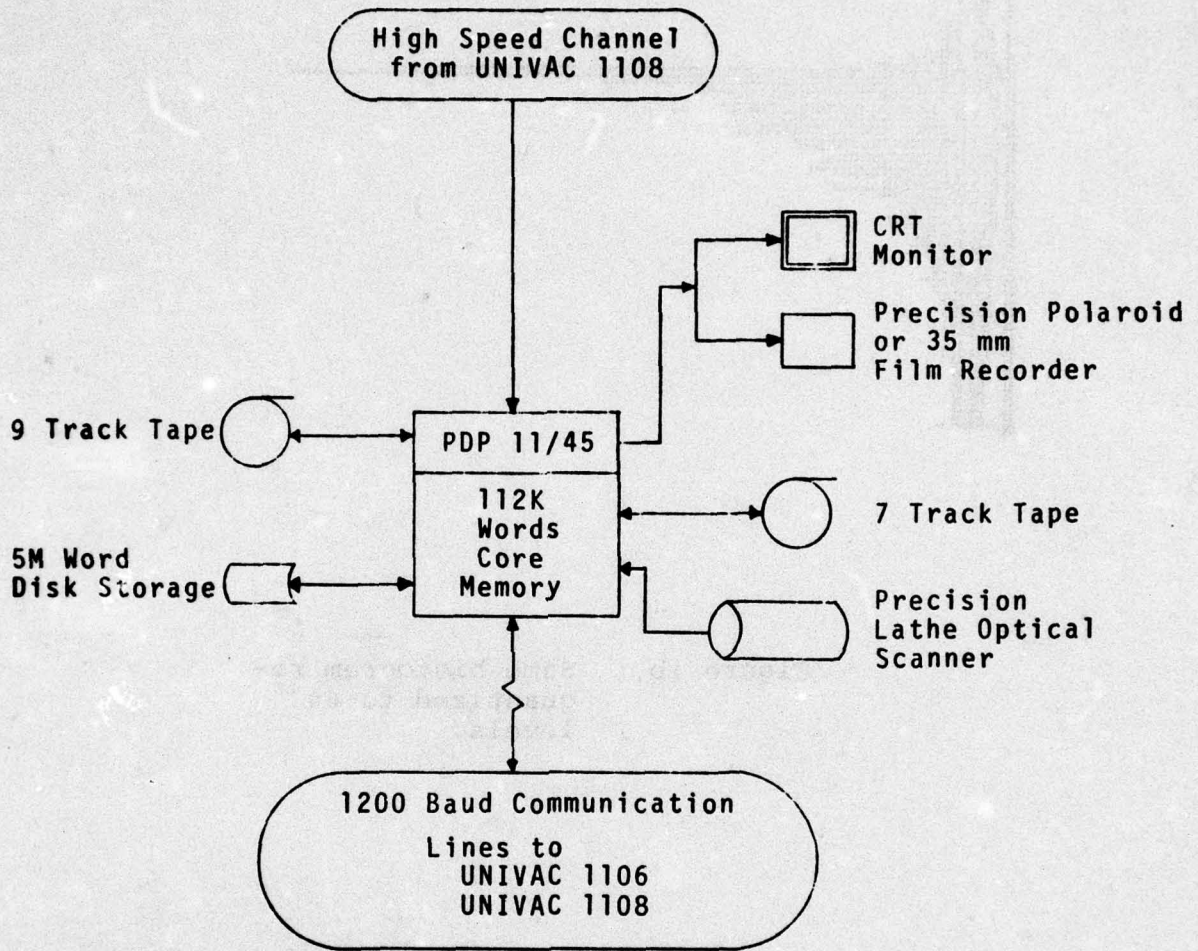 High Speed Channel
from UNIVAC 1108
CRT
Monitor
Precision Polaroid
or 35 mm
Film Recorder
9 Track Tape
PDP 11/45
112K
Words
Core
Memory
7 Track Tape
5M Word
Disk Storage
Precision
Lathe Optical
Scanner
1200 Baud Communication
Lines to
UNIVAC 1106
UNIVAC 1108